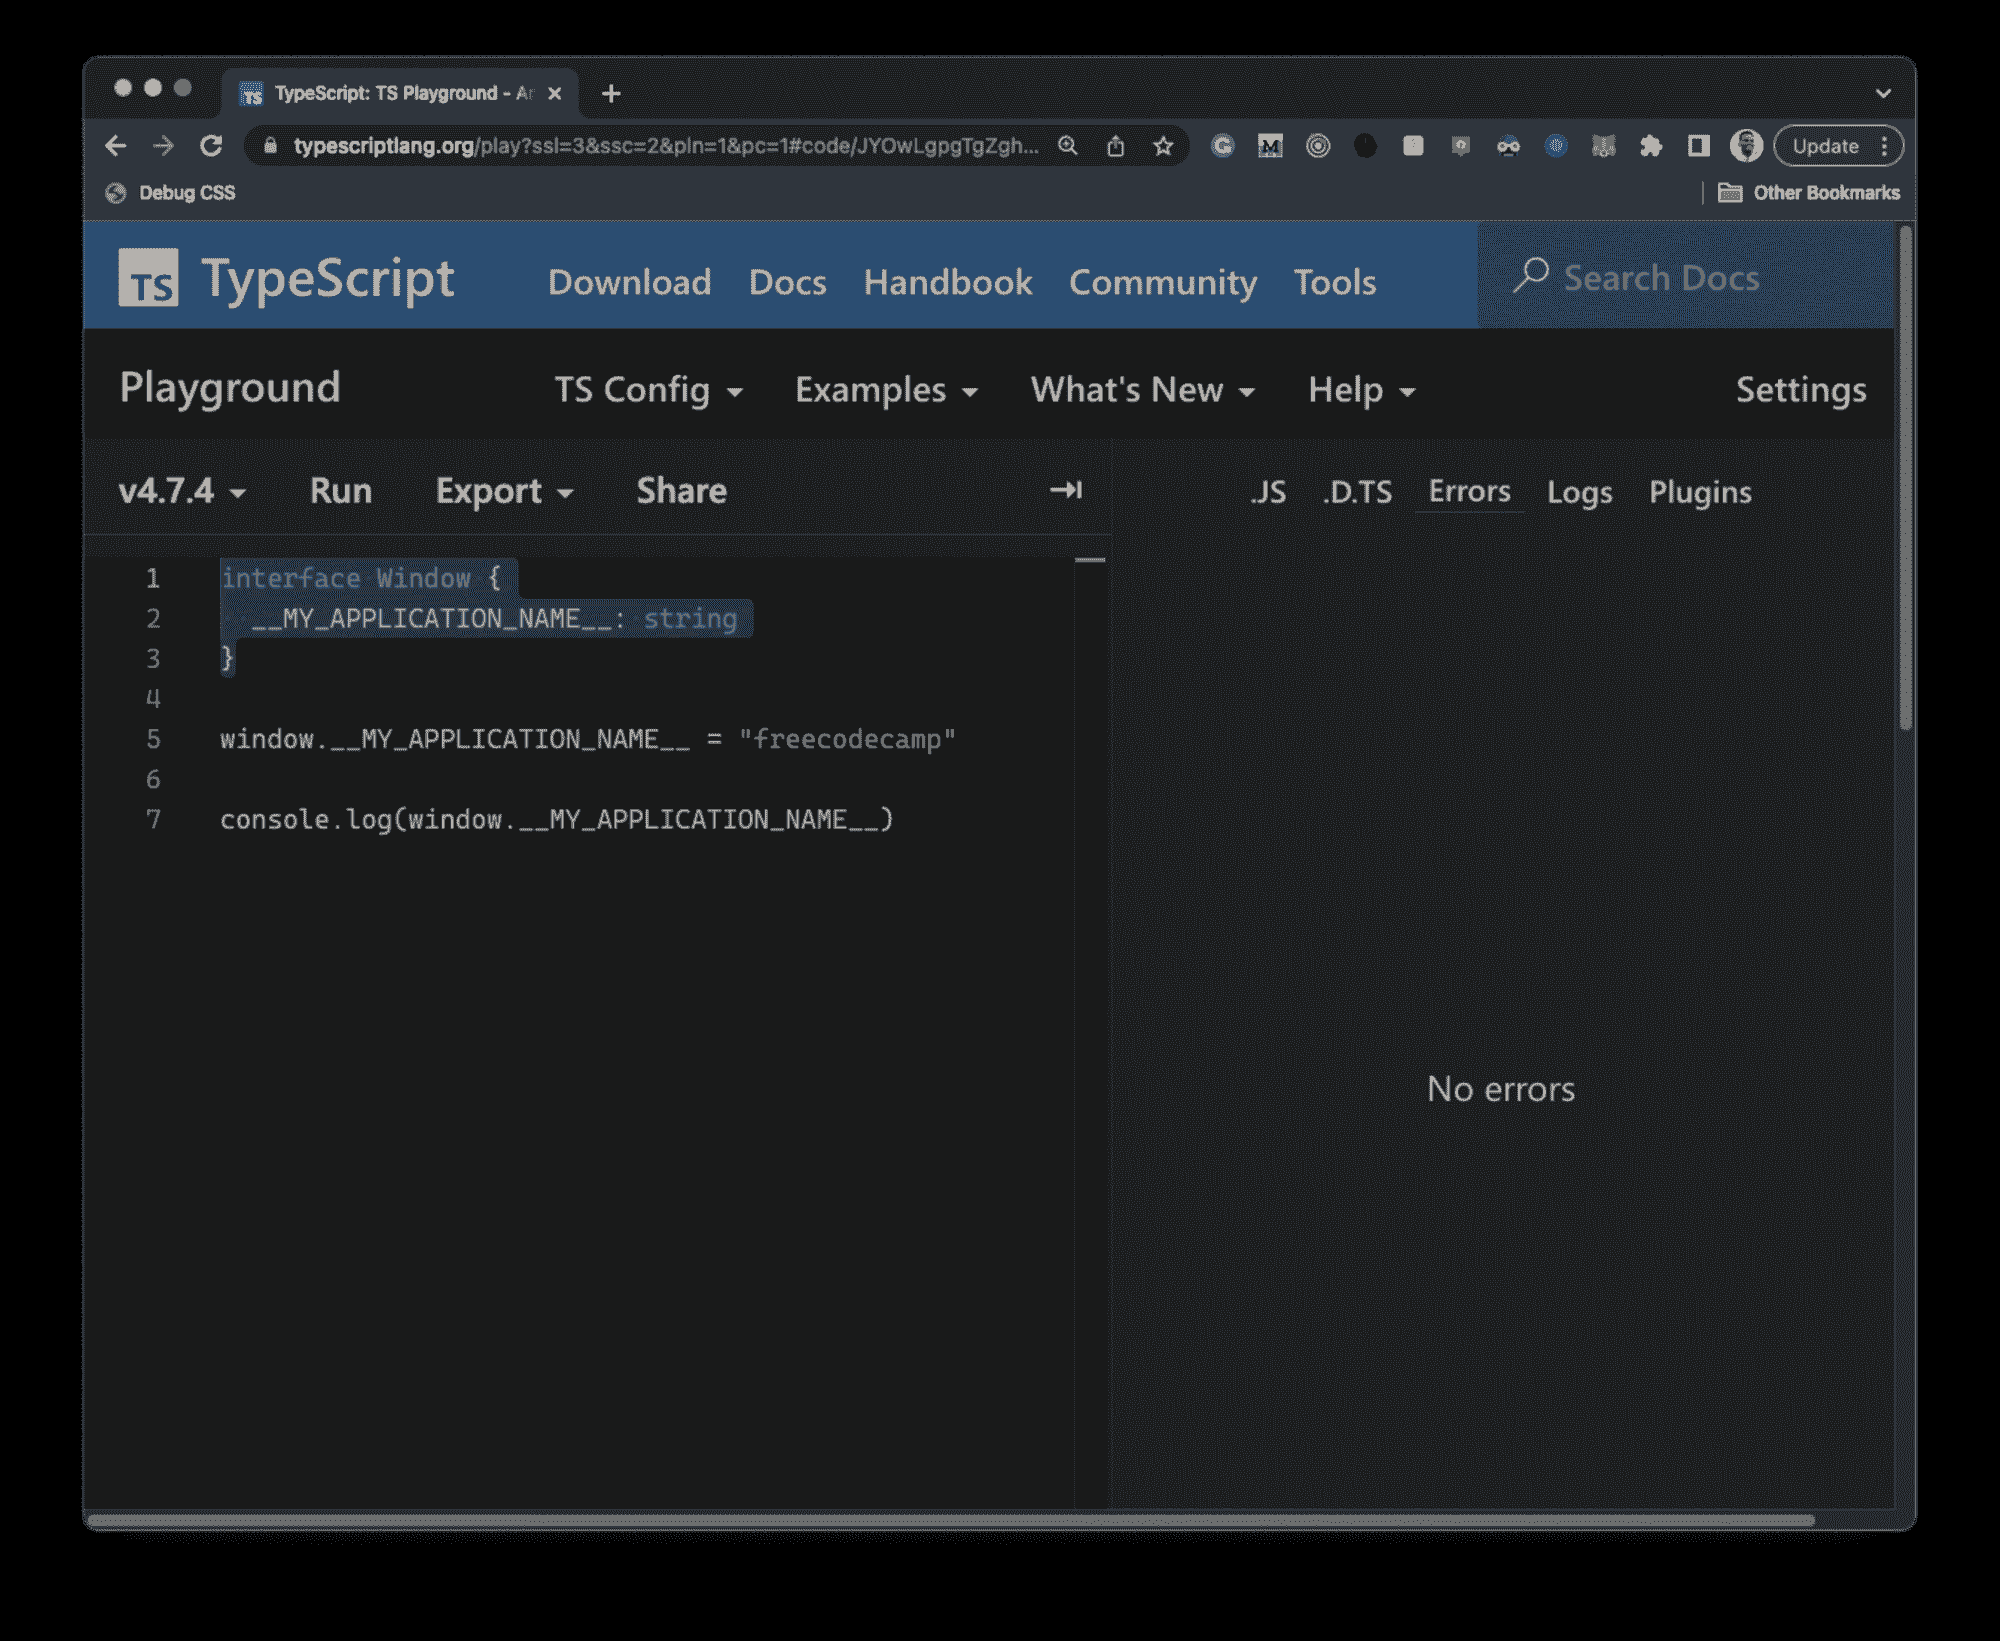 TypeScript: TS Playground - Ar
typescriptlang.org/play?ssl=3&ssc=2&pln=1&pc=1#code/JYOwLgpgTgZgh...
Update
Debug CSS
Other Bookmarks
TS TypeScript Download Docs Handbook Community Tools Search Docs
Playground TS Config Examples What's New Help Settings
v4.7.4 Run Export Share .JS .D.TS Errors Logs Plugins
1 interface Window {
2 __MY_APPLICATION_NAME__: string
3 }
4
5 window.__MY_APPLICATION_NAME__ = "freecodecamp"
6
7 console.log(window.__MY_APPLICATION_NAME__)
No errors